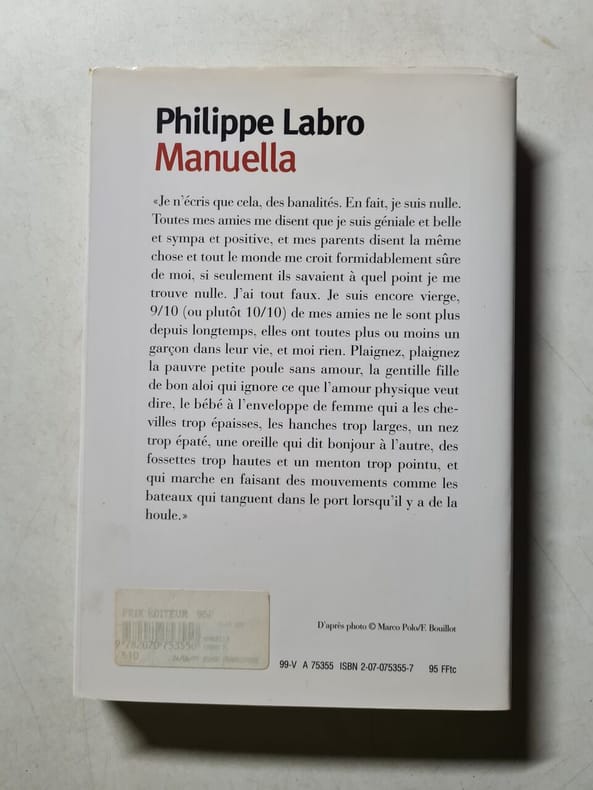 Philippe Labro
Manuella
«Je n'écris que cela, des banalités. En fait, je suis nulle.
Toutes mes amies me disent que je suis géniale et belle
et sympa et positive, et mes parents disent la même
chose et tout le monde me croit formidablement sûre
de moi, si seulement ils savaient à quel point je me
trouve nulle. J'ai tout faux. Je suis encore vierge,
9/10 (ou plutôt 10/10) de mes amies ne le sont plus
depuis longtemps, elles ont toutes plus ou moins un
garçon dans leur vie, et moi rien. Plaignez, plaignez
la pauvre petite poule sans amour, la gentille fille
de bon aloi qui ignore ce que l'amour physique veut
dire, le bébé à l'enveloppe de femme qui a les che-
villes trop épaisses, les hanches trop larges, un nez
trop épaté, une oreille qui dit bonjour à l'autre, des
fossettes trop hautes et un menton trop pointu, et
qui marche en faisant des mouvements comme les
bateaux qui tanguent dans le port lorsqu'il y a de la
houle.»
D'après photo © Marco Polo/F. Bouillot
PRIX EDITEUR 95F
9 782070 753550
99-V A 75355 ISBN 2-07-075355-7 95 FFtc